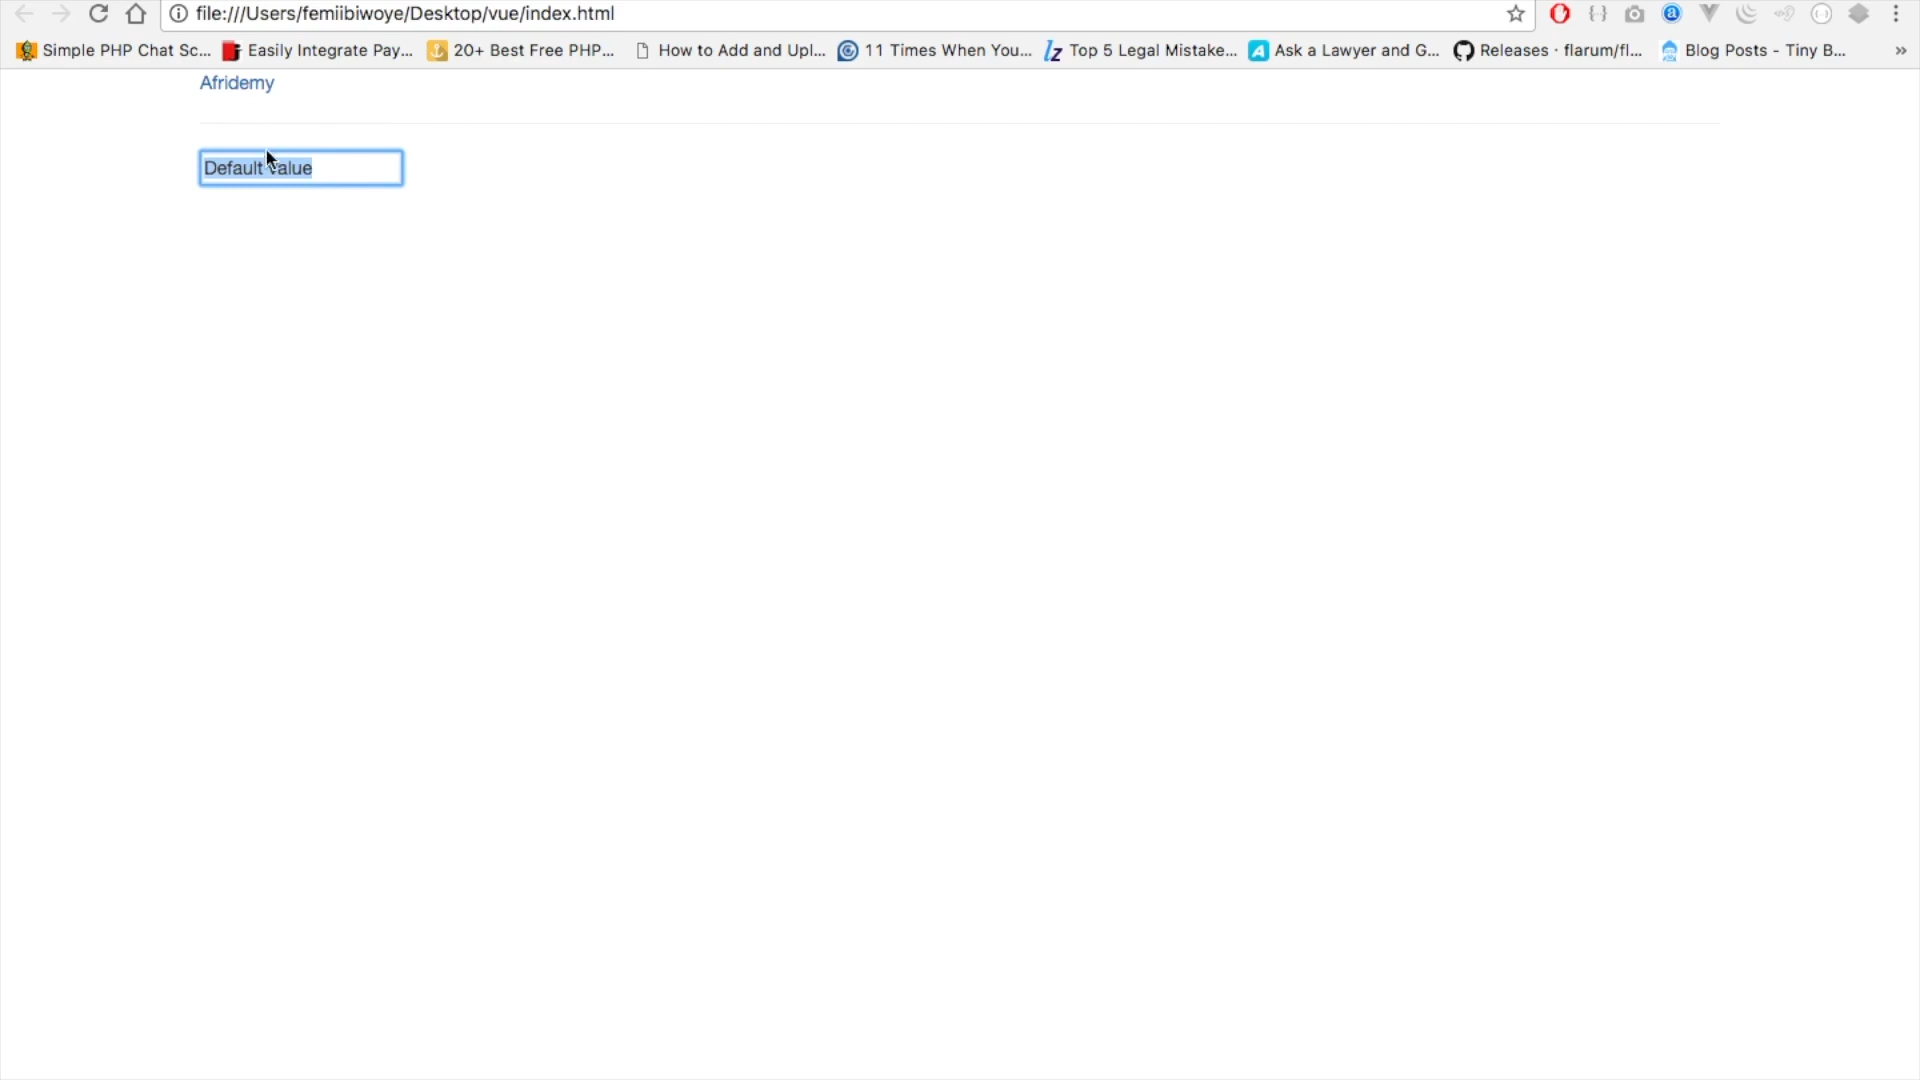 file:///Users/femiibiwoye/Desktop/vue/index.html
Simple PHP Chat Sc... Easily Integrate Pay... 20+ Best Free PHP... How to Add and Upl... 11 Times When You... Top 5 Legal Mistake... Ask a Lawyer and G... Releases · flarum/fl... Blog Posts - Tiny B... »
Afridemy
Default value